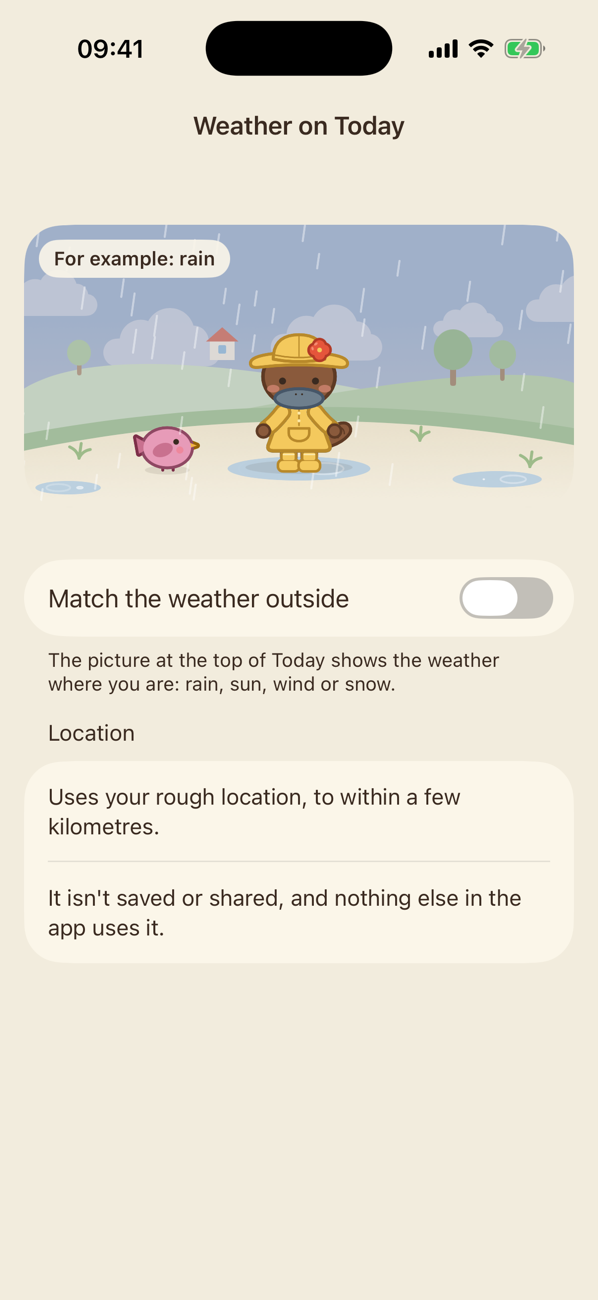 09:41
Weather on Today
For example: rain
Match the weather outside
The picture at the top of Today shows the weather
where you are: rain, sun, wind or snow.
Location
Uses your rough location, to within a few
kilometres.
It isn't saved or shared, and nothing else in the
app uses it.